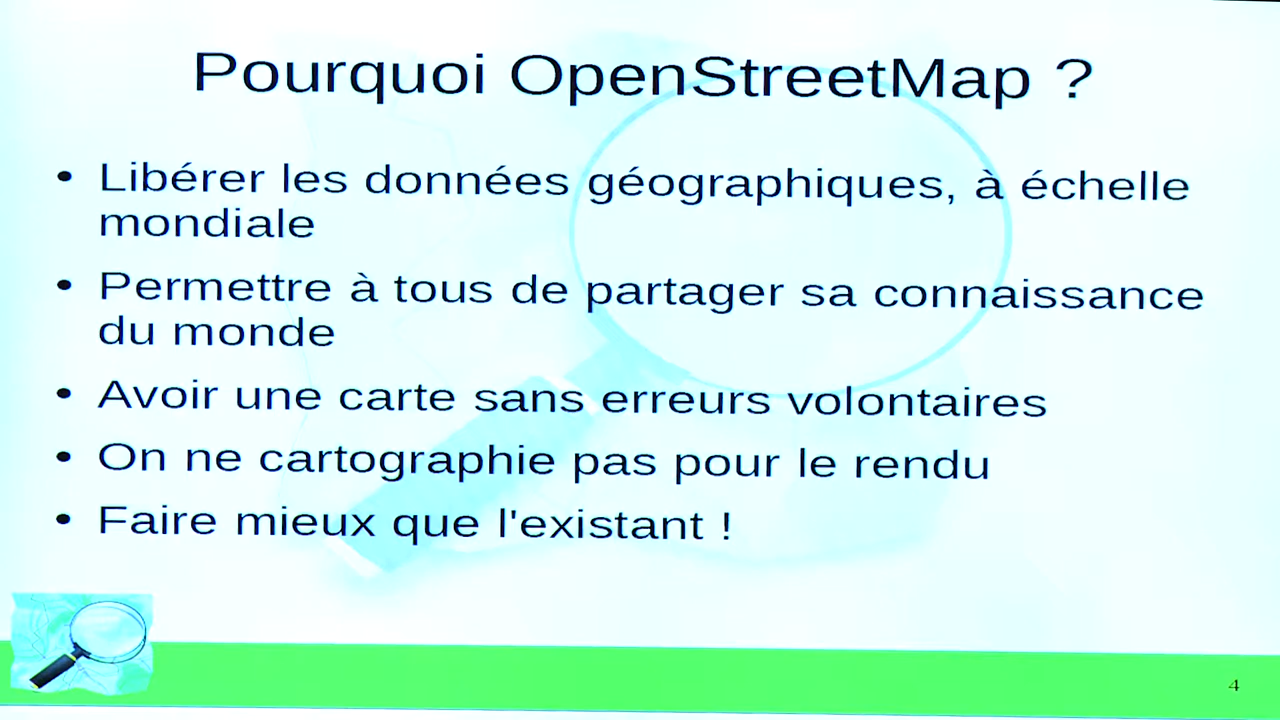 Pourquoi OpenStreetMap ?
• Libérer les données géographiques, à échelle
mondiale
• Permettre à tous de partager sa connaissance
du monde
• Avoir une carte sans erreurs volontaires
• On ne cartographie pas pour le rendu
• Faire mieux que l'existant !
4